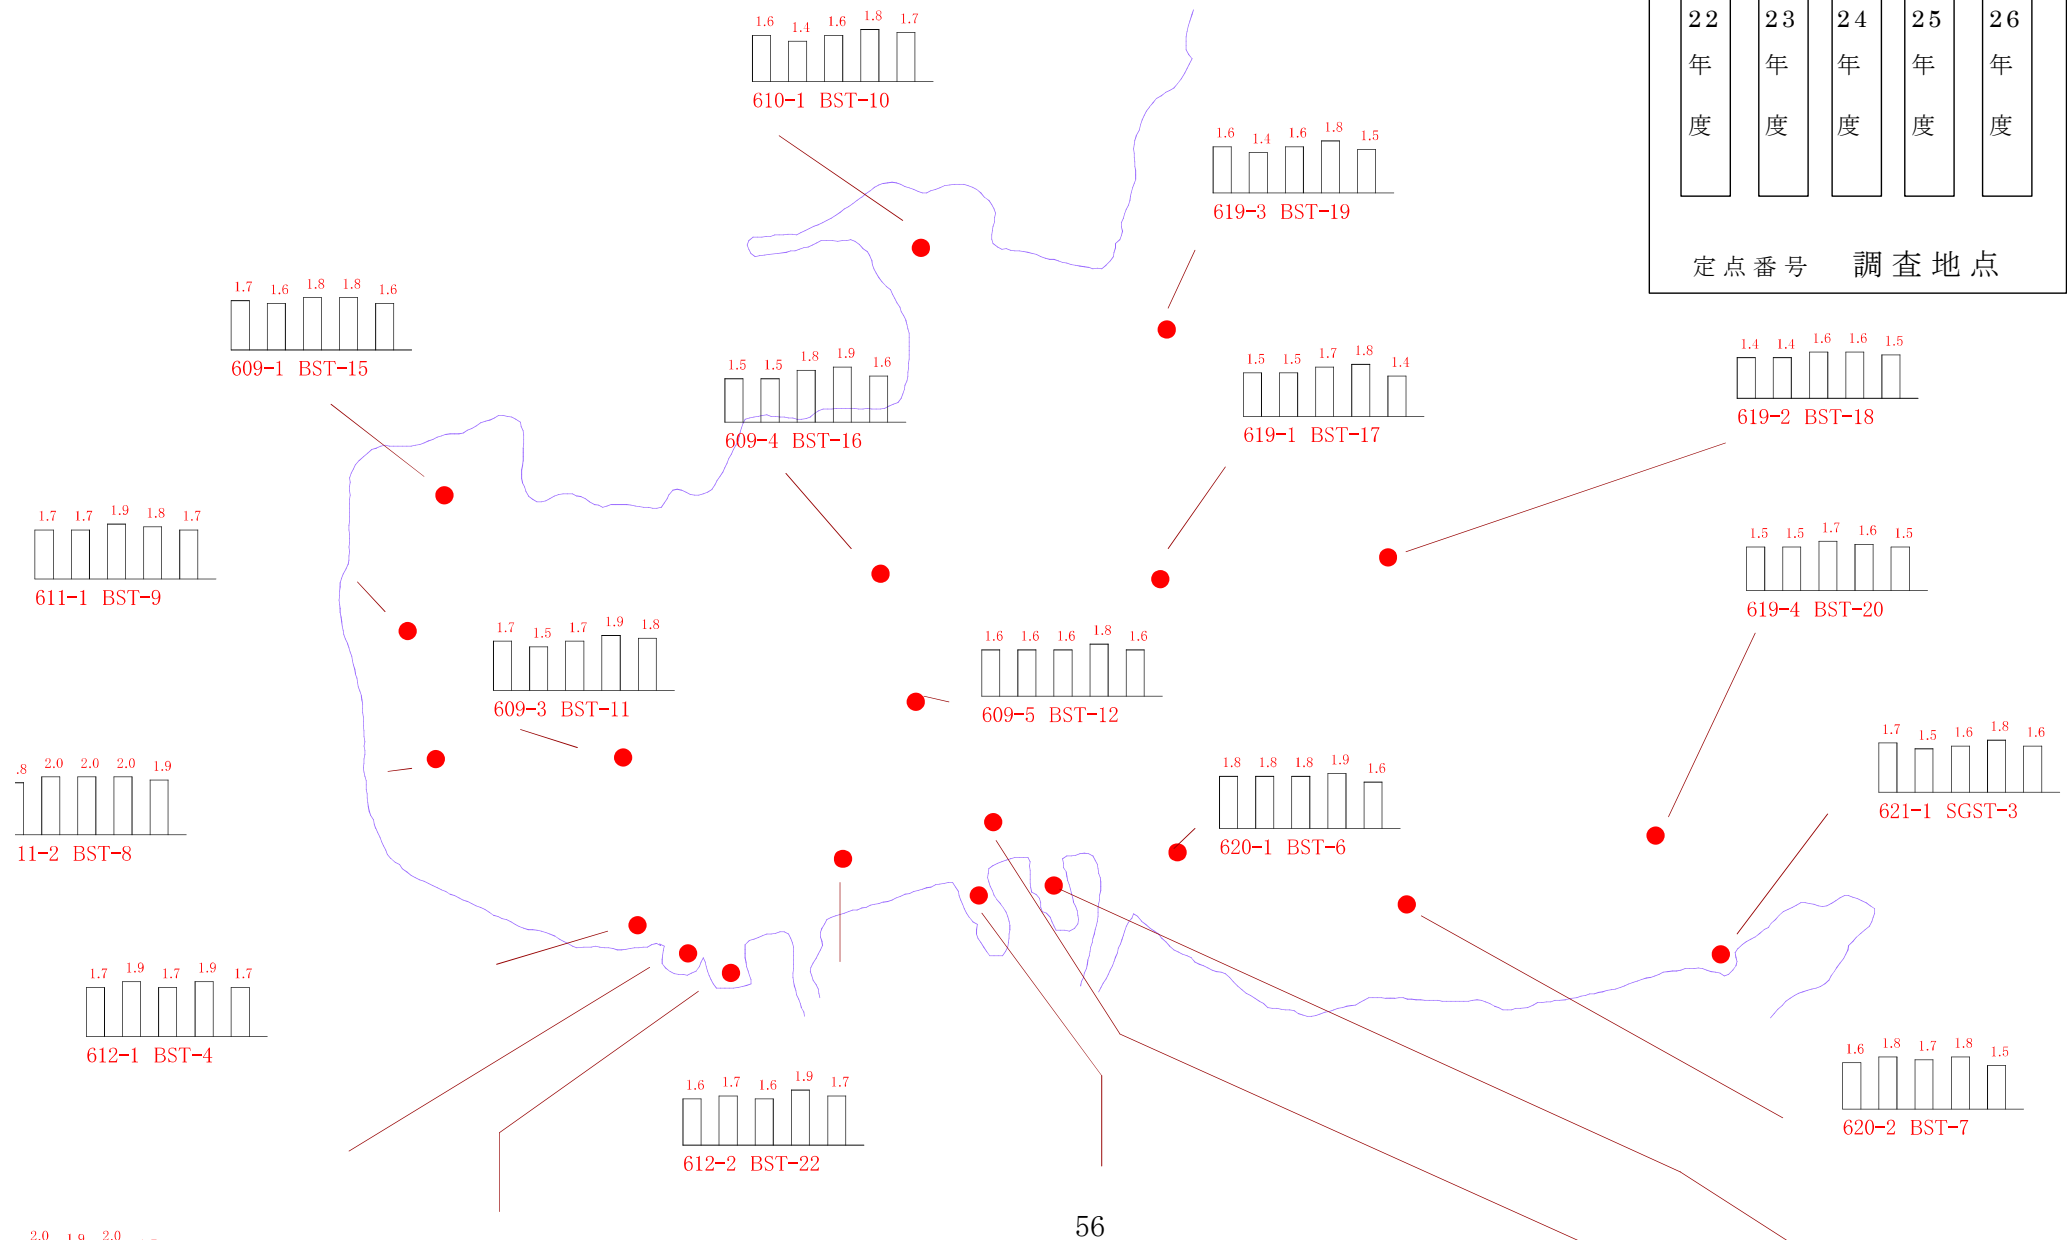 1.6 1.4 1.6 1.8 1.7
610-1 BST-10
22年度 23年度 24年度 25年度 26年度
定点番号 調査地点
1.6 1.4 1.6 1.8 1.5
619-3 BST-19
1.7 1.6 1.8 1.8 1.6
609-1 BST-15
1.5 1.5 1.8 1.9 1.6
609-4 BST-16
1.5 1.5 1.7 1.8 1.4
619-1 BST-17
1.4 1.4 1.6 1.6 1.5
619-2 BST-18
1.7 1.7 1.9 1.8 1.7
611-1 BST-9
1.5 1.5 1.7 1.6 1.5
619-4 BST-20
1.7 1.5 1.7 1.9 1.8
609-3 BST-11
1.6 1.6 1.6 1.8 1.6
609-5 BST-12
.8 2.0 2.0 2.0 1.9
11-2 BST-8
1.8 1.8 1.8 1.9 1.6
620-1 BST-6
1.7 1.5 1.6 1.8 1.6
621-1 SGST-3
1.7 1.9 1.7 1.9 1.7
612-1 BST-4
1.6 1.7 1.6 1.9 1.7
612-2 BST-22
1.6 1.8 1.7 1.8 1.5
620-2 BST-7
2.0 1.9 2.0
56